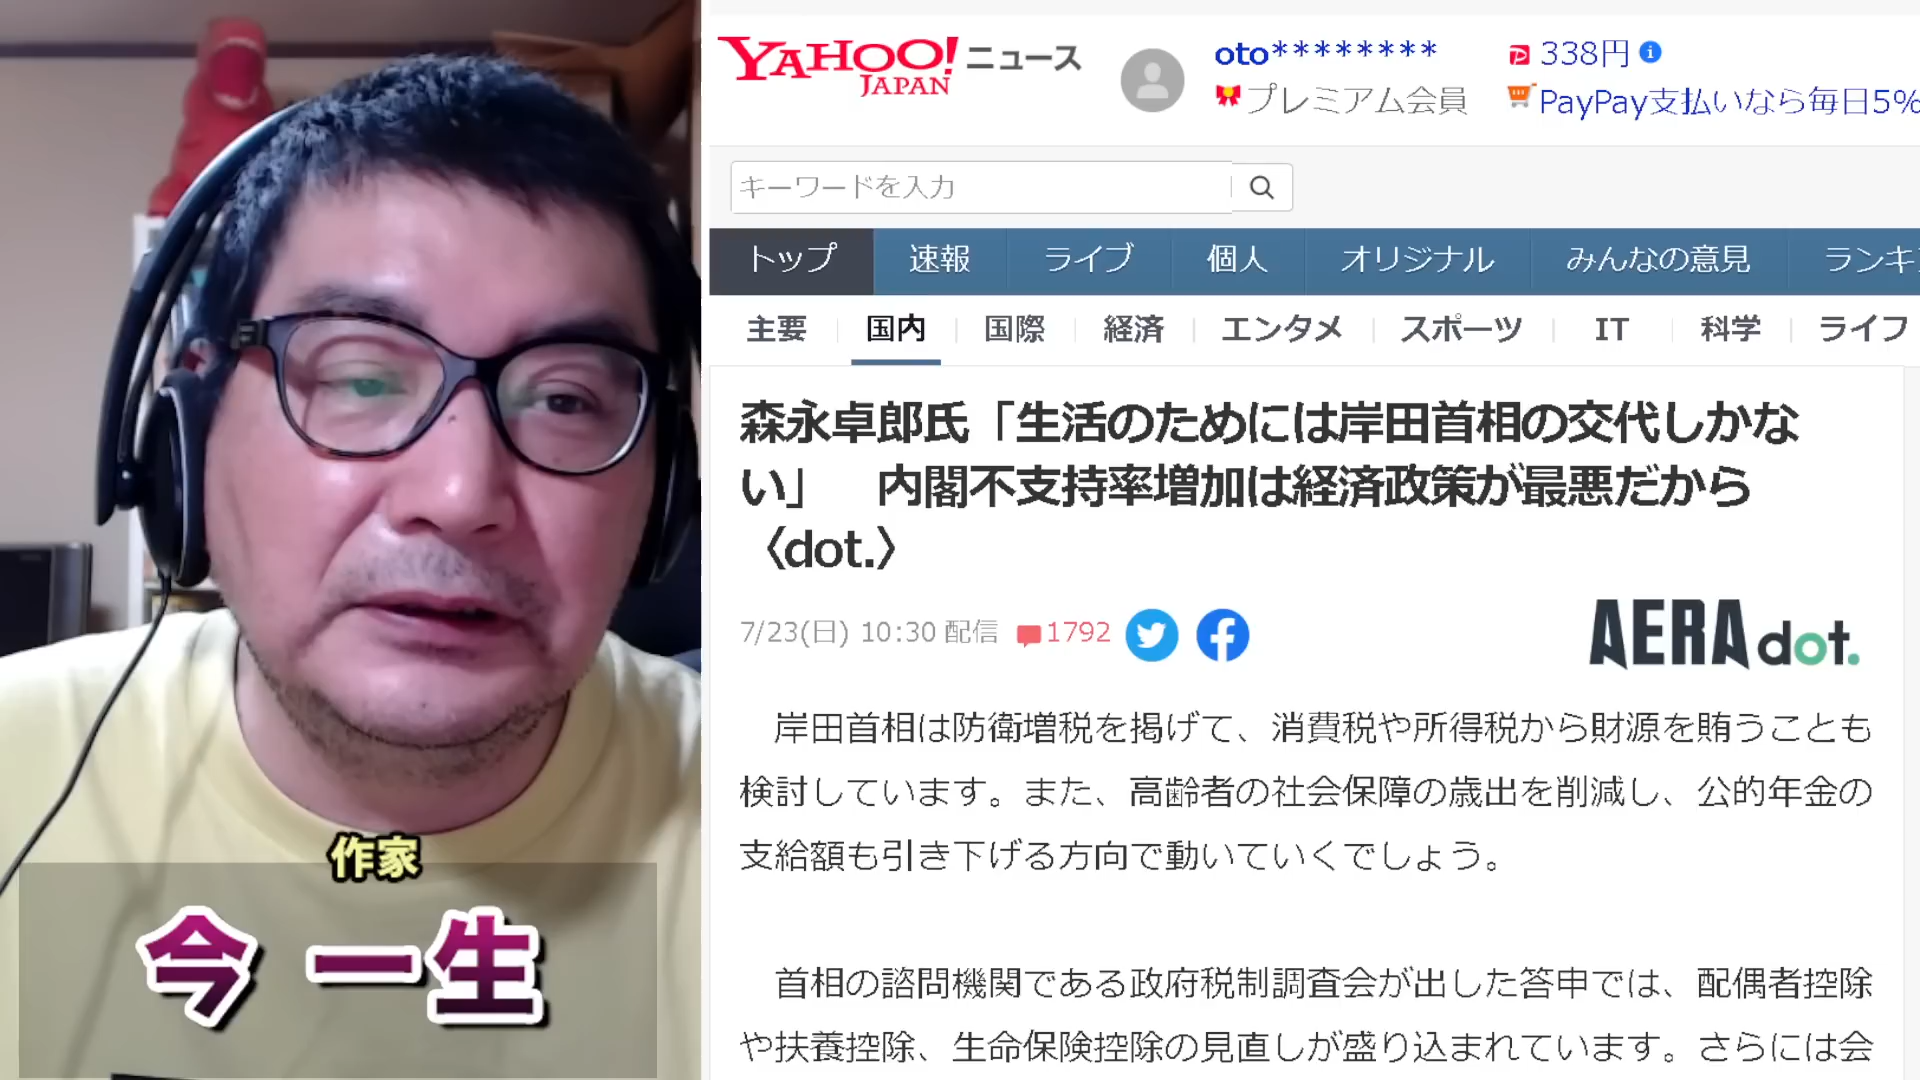 作家
今 一生
YAHOO! JAPAN ニュース
oto********
プレミアム会員
338円
PayPay支払いなら毎日5%
キーワードを入力
トップ 速報 ライブ 個人 オリジナル みんなの意見 ランキ
主要 国内 国際 経済 エンタメ スポーツ IT 科学 ライフ
森永卓郎氏「生活のためには岸田首相の交代しかな
い」 内閣不支持率増加は経済政策が最悪だから
〈dot.〉
7/23(日) 10:30 配信 1792
AERA dot.
岸田首相は防衛増税を掲げて、消費税や所得税から財源を賄うことも
検討しています。また、高齢者の社会保障の歳出を削減し、公的年金の
支給額も引き下げる方向で動いていくでしょう。
首相の諮問機関である政府税制調査会が出した答申では、配偶者控除
や扶養控除、生命保険控除の見直しが盛り込まれています。さらには会